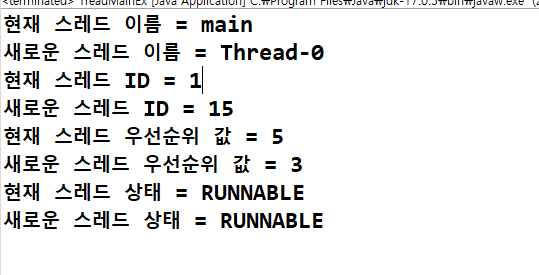 <terminated> TreadMainEx [Java Application] C:₩Program Files₩Java₩jdk-17.0.5₩bin₩javaw.exe (2
현재 스레드 이름 = main
새로운 스레드 이름 = Thread-0
현재 스레드 ID = 1
새로운 스레드 ID = 15
현재 스레드 우선순위 값 = 5
새로운 스레드 우선순위 값 = 3
현재 스레드 상태 = RUNNABLE
새로운 스레드 상태 = RUNNABLE